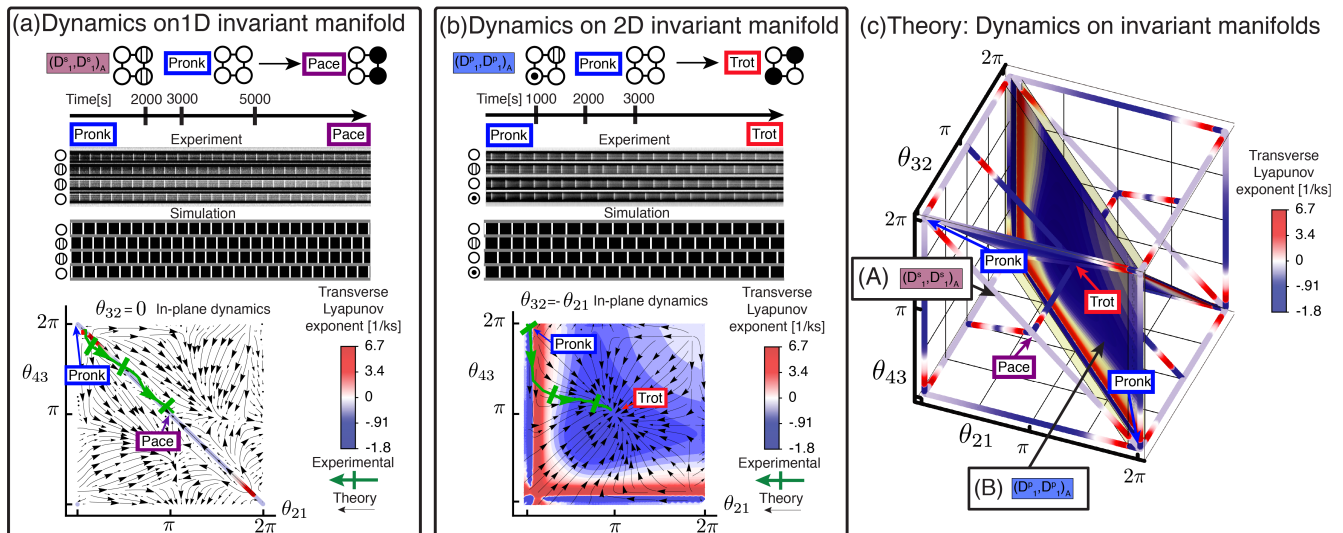 (a)Dynamics on1D invariant manifold
(Dˢ₁,Dˢ₁)A
Pronk
Pace
Time[s]
2000 3000 5000
Pronk
Pace
Experiment
Simulation
θ₃₂=0 In-plane dynamics
Transverse
Lyapunov
exponent [1/ks]
2π
θ₄₃
π
Pronk
Pace
π
2π
θ₂₁
6.7
3.4
0
-.91
-1.8
Experimental
Theory
(b)Dynamics on 2D invariant manifold
(Dᵖ₁,Dᵖ₁)A
Pronk
Trot
Time[s]
1000 2000 3000
Pronk
Trot
Experiment
Simulation
θ₃₂=-θ₂₁ In-plane dynamics
Transverse
Lyapunov
exponent [1/ks]
2π
θ₄₃
π
Pronk
Trot
π
2π
θ₂₁
6.7
3.4
0
-.91
-1.8
Experimental
Theory
(c)Theory: Dynamics on invariant manifolds
2π
π
θ₃₂
2π
π
θ₄₃
θ₂₁
π
2π
Pronk
Trot
Pace
Pronk
(A) (Dˢ₁,Dˢ₁)A
(B) (Dᵖ₁,Dᵖ₁)A
Transverse
Lyapunov
exponent [1/ks]
6.7
3.4
0
-.91
-1.8